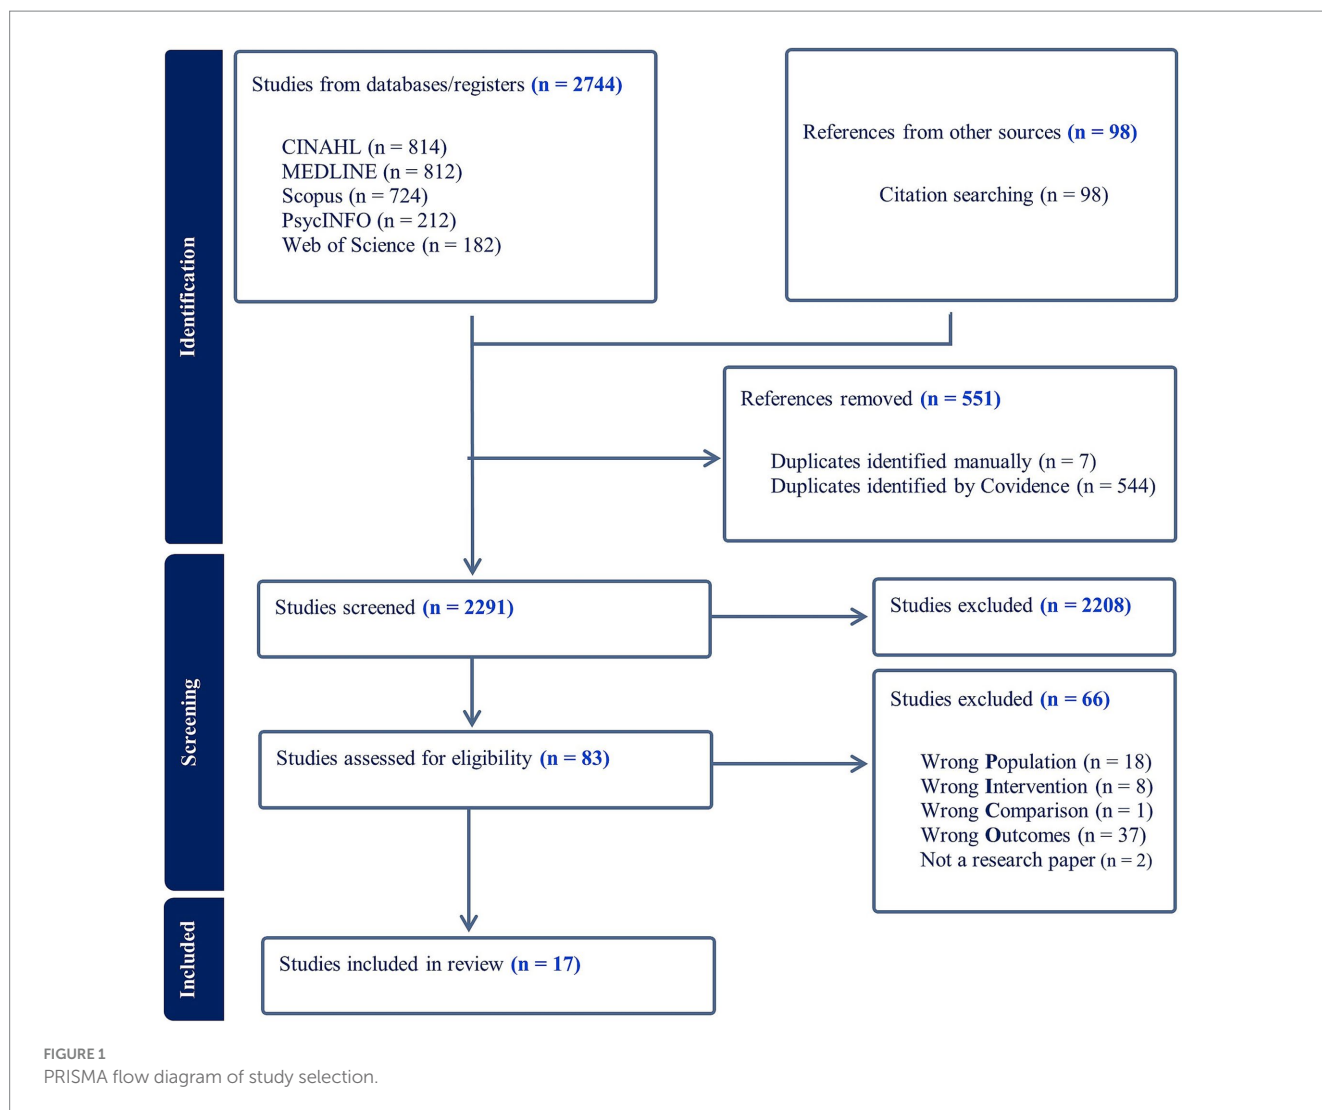 Identification
Studies from databases/registers (n = 2744)
CINAHL (n = 814)
MEDLINE (n = 812)
Scopus (n = 724)
PsycINFO (n = 212)
Web of Science (n = 182)
References from other sources (n = 98)
Citation searching (n = 98)
References removed (n = 551)
Duplicates identified manually (n = 7)
Duplicates identified by Covidence (n = 544)
Screening
Studies screened (n = 2291)
Studies excluded (n = 2208)
Studies assessed for eligibility (n = 83)
Studies excluded (n = 66)
Wrong Population (n = 18)
Wrong Intervention (n = 8)
Wrong Comparison (n = 1)
Wrong Outcomes (n = 37)
Not a research paper (n = 2)
Included
Studies included in review (n = 17)
FIGURE 1
PRISMA flow diagram of study selection.